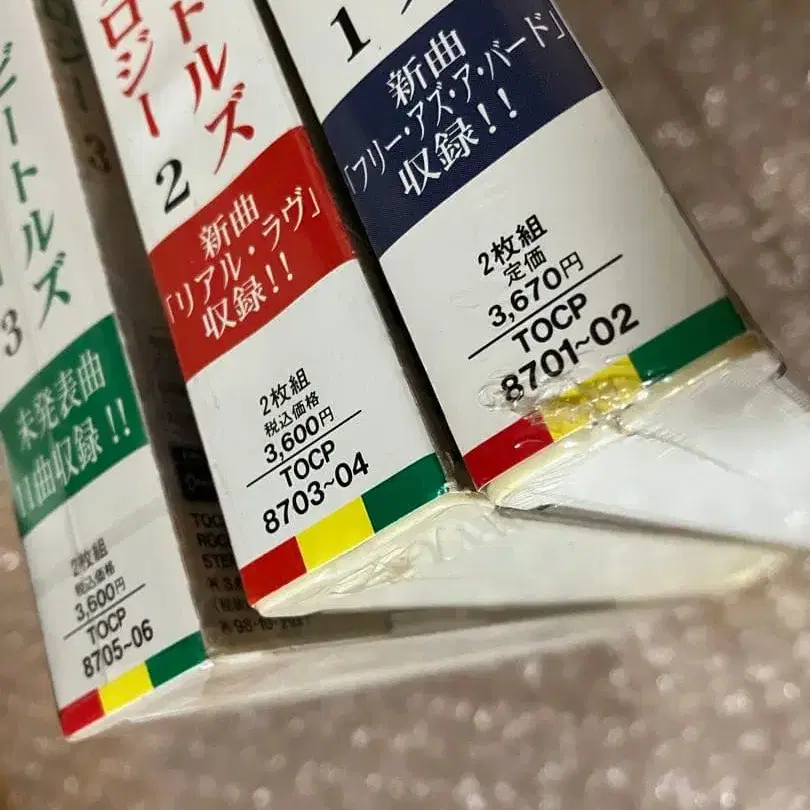 ビートルズ
3
未発表曲
11曲収録!!
2枚組
税込価格
3,600円
TOCP
8705~06
3
トルズ
ロジー
2
新曲
「リアル・ラヴ」
収録!!
2枚組
税込価格
3,600円
TOCP
8703~04
1
新曲
「フリー・アズ・ア・バード」
収録!!
2枚組
定価
3,670円
TOCP
8701~02